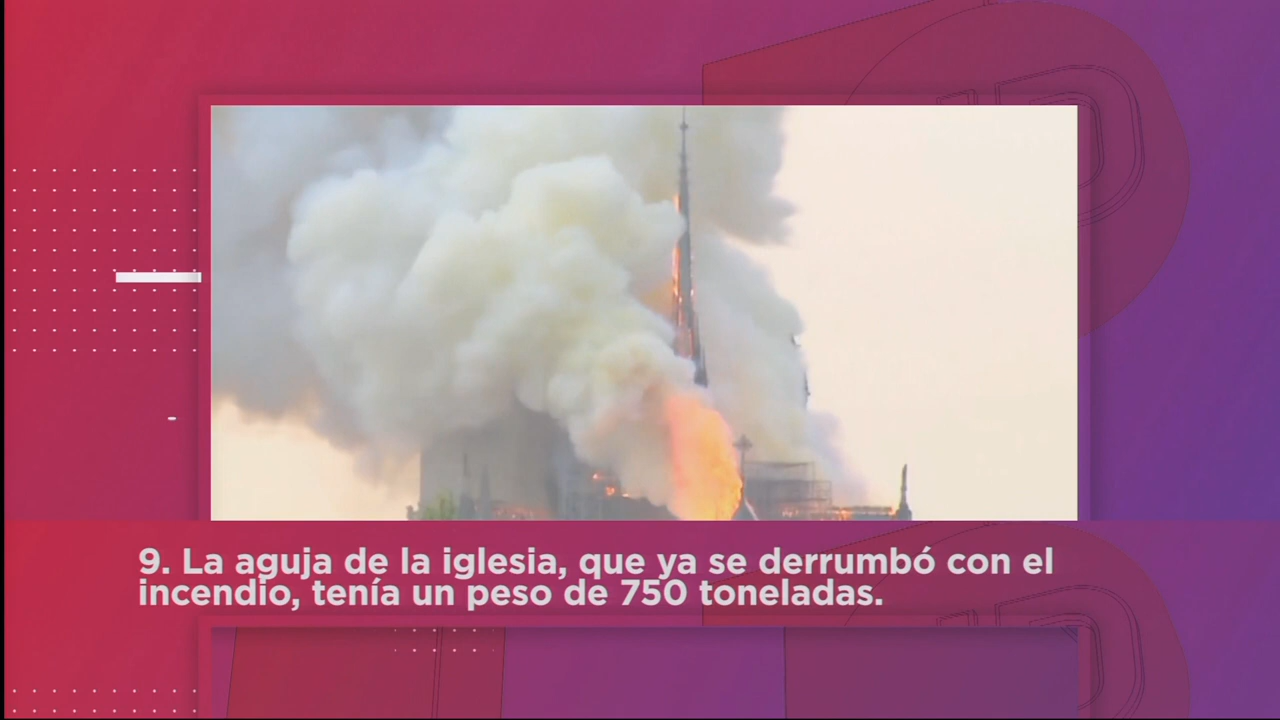 9. La aguja de la iglesia, que ya se derrumbó con el
incendio, tenía un peso de 750 toneladas.